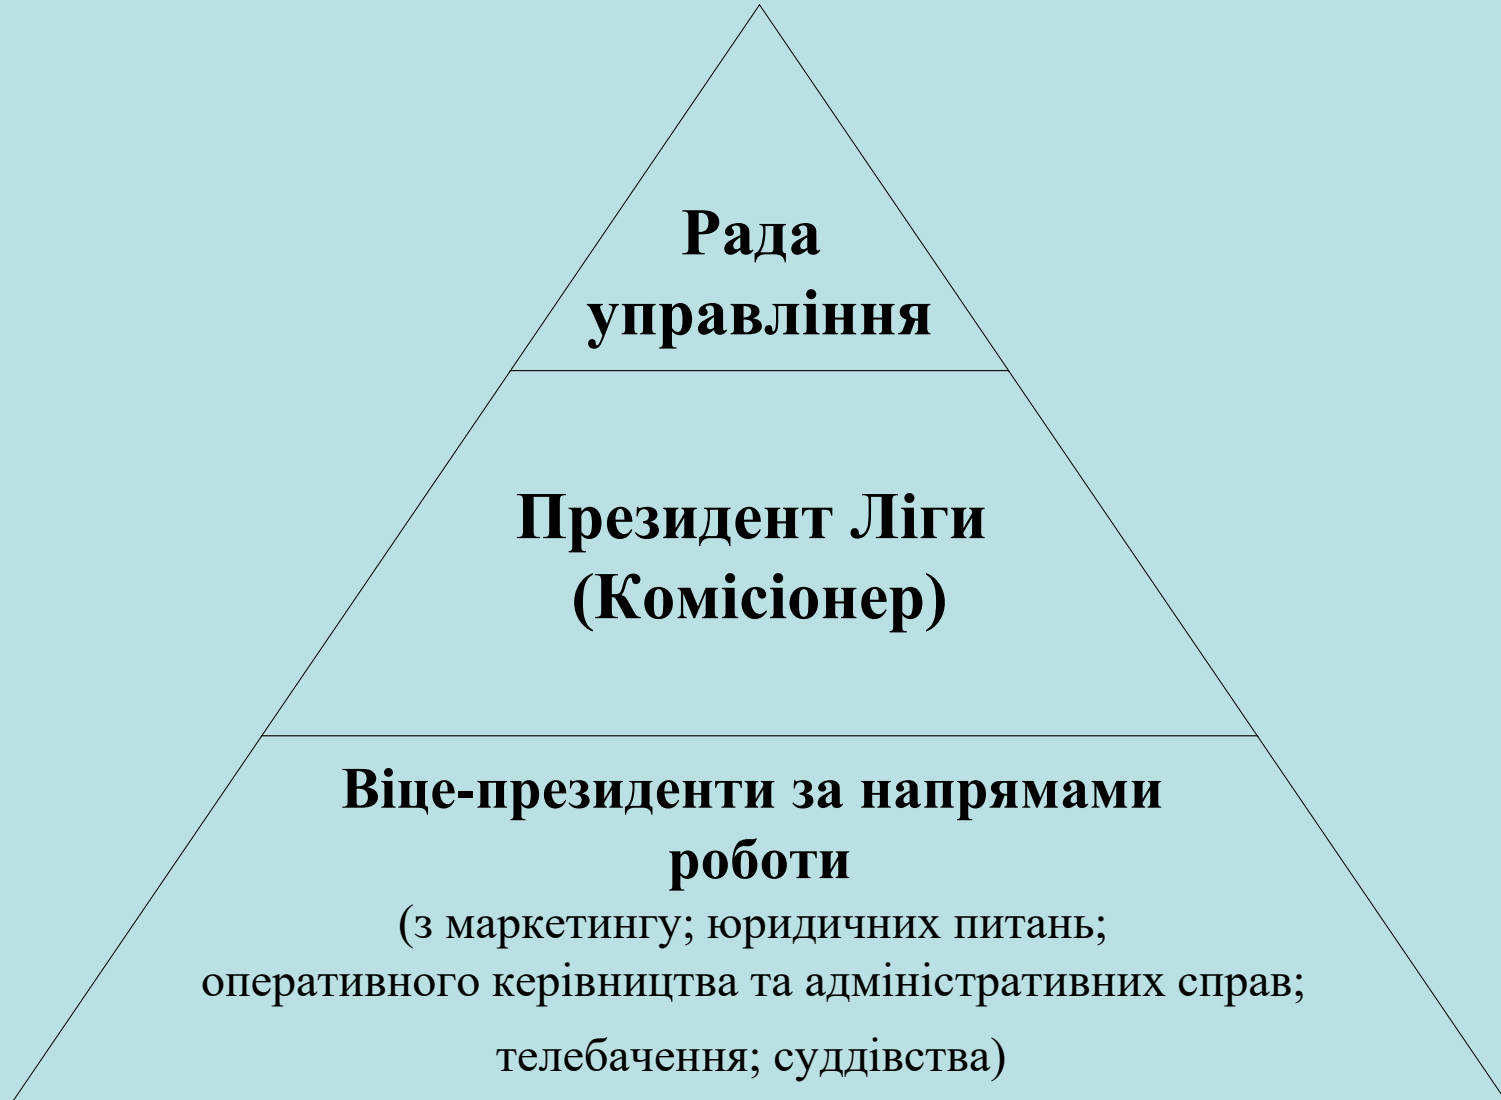 Рада
управління
Президент Ліги
(Комісіонер)
Віце-президенти за напрямами
роботи
(з маркетингу; юридичних питань;
оперативного керівництва та адміністративних справ;
телебачення; суддівства)